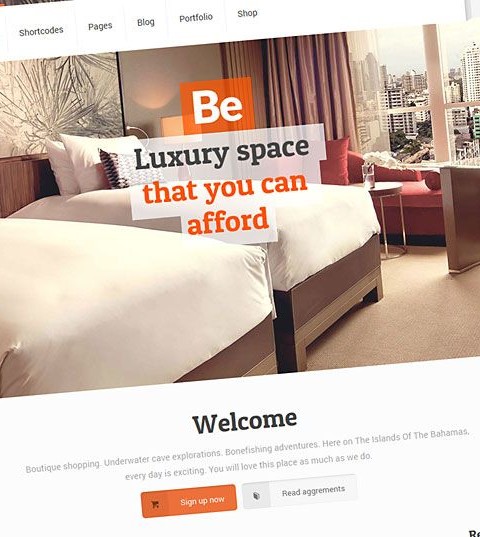 Shortcodes Pages Blog Portfolio Shop
Be
Luxury space
that you can
afford
Welcome
Boutique shopping. Underwater cave explorations. Bonefishing adventures. Here on The Islands Of The Bahamas,
every day is exciting. You will love this place as much as we do.
Sign up now Read aggrements
Re